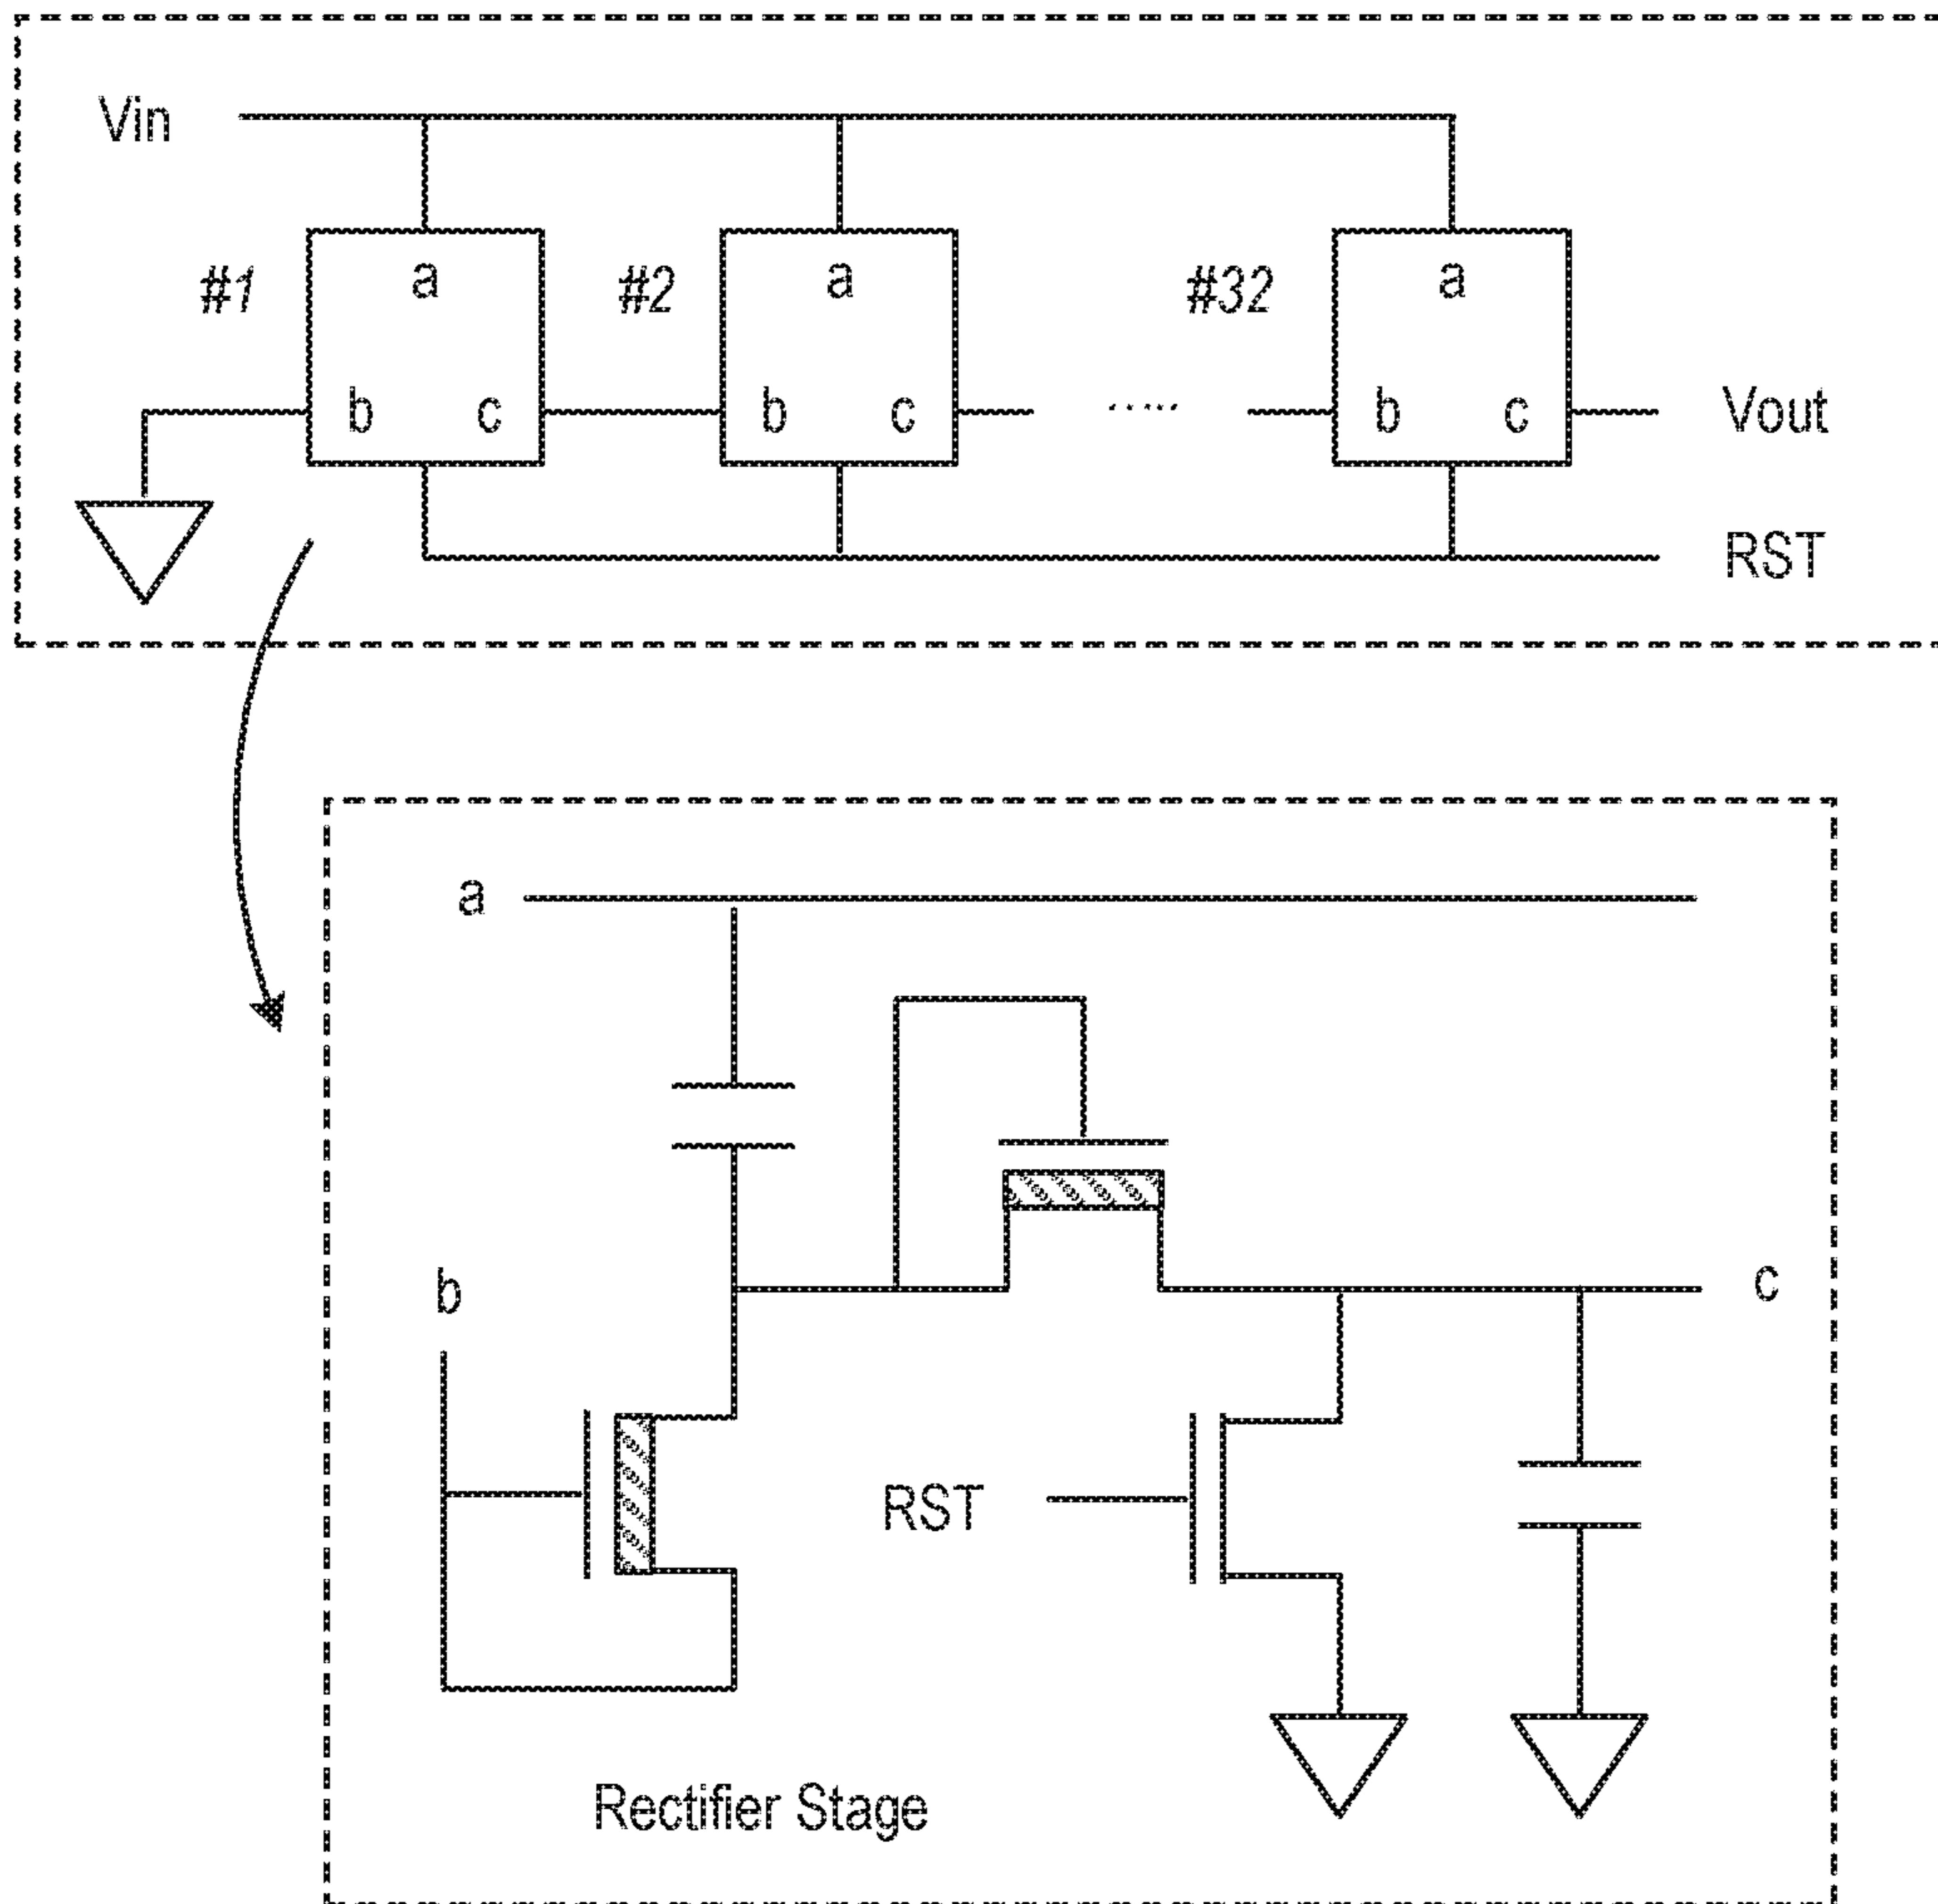 Vin
#1 a #2 a #32 a
b c b c ..... b c Vout
RST
a
b c
RST
Rectifier Stage